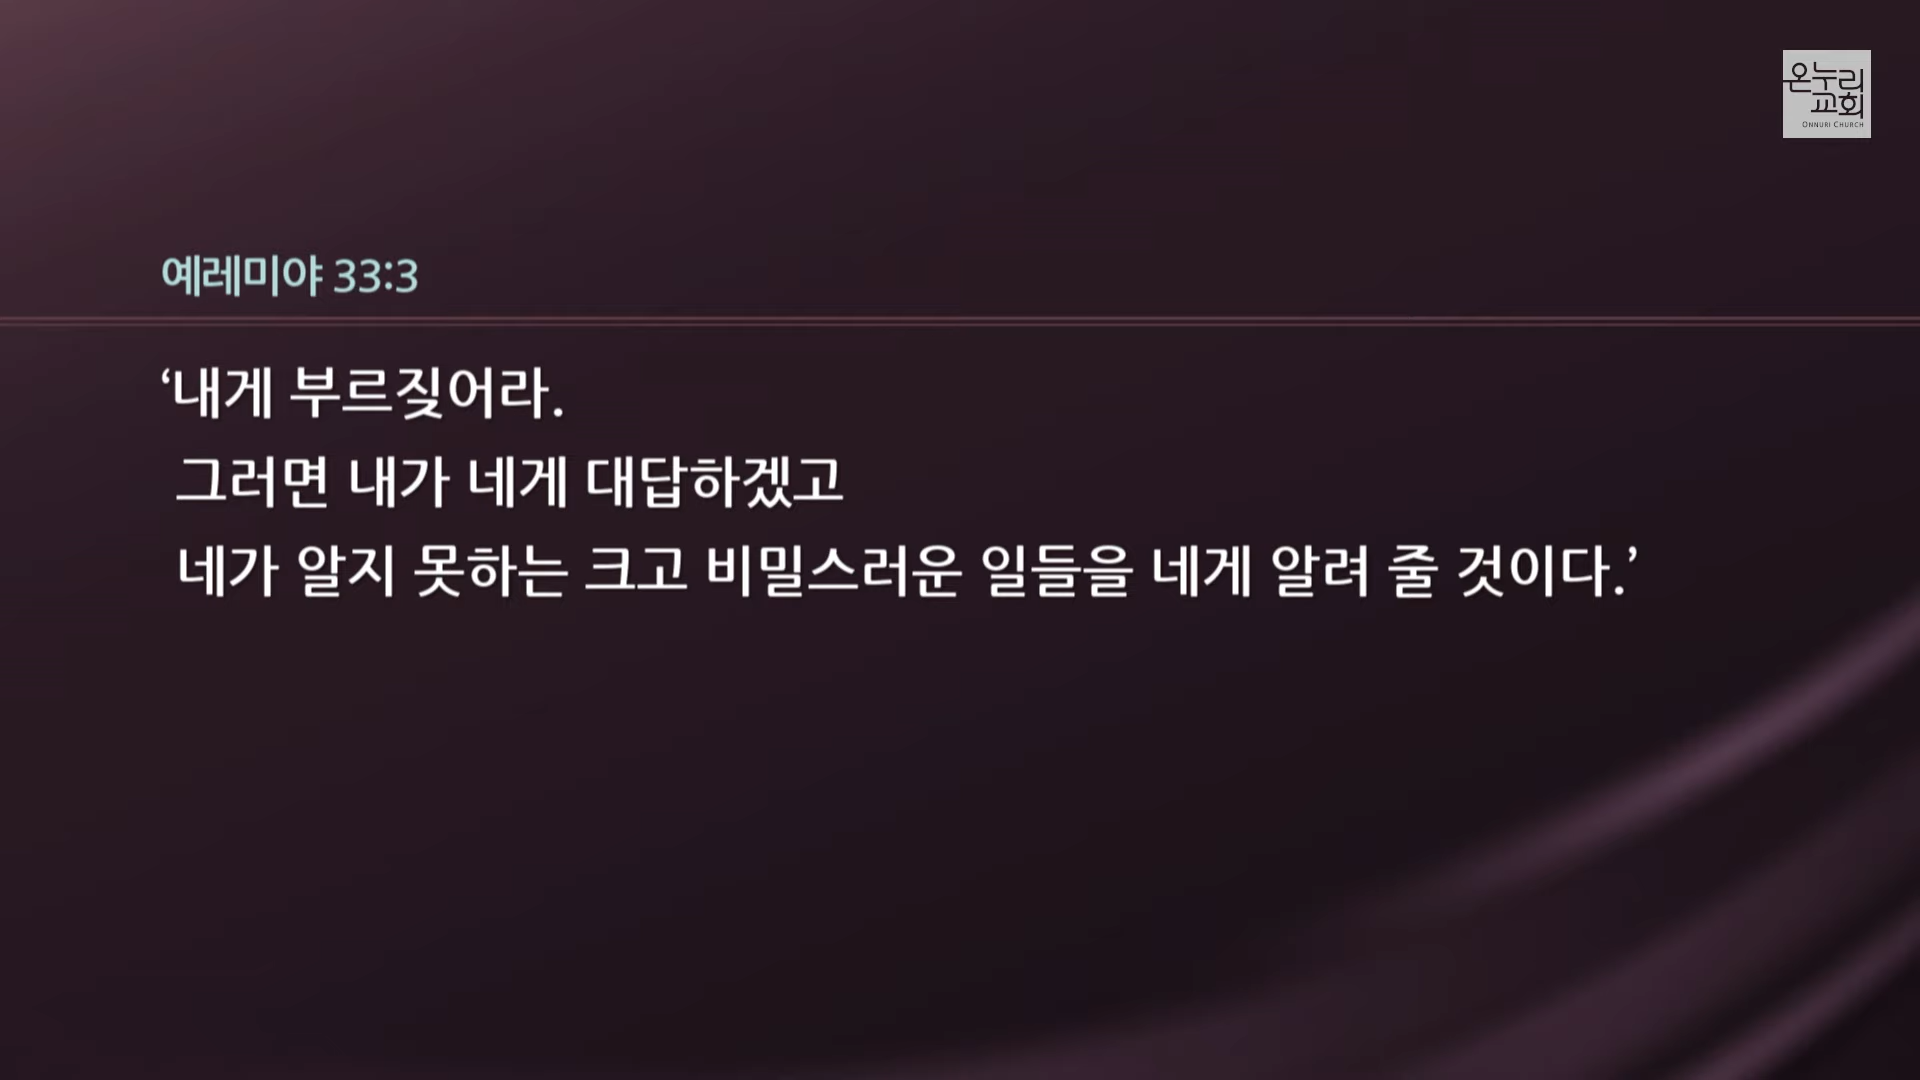 온누리
교회
ONNURI CHURCH
예레미야 33:3
‘내게 부르짖어라.
그러면 내가 네게 대답하겠고
네가 알지 못하는 크고 비밀스러운 일들을 네게 알려 줄 것이다.’